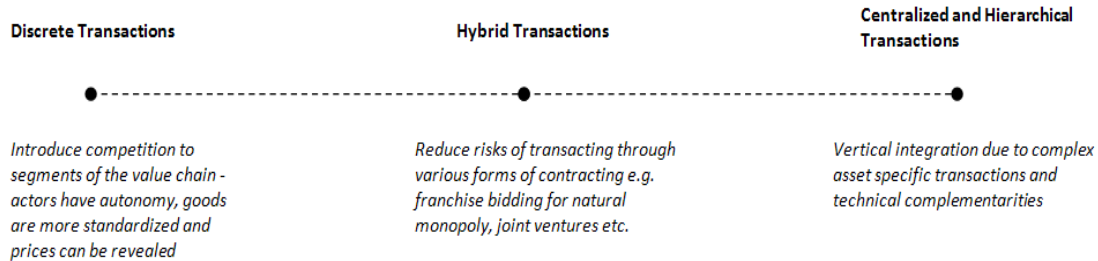 Discrete Transactions
Hybrid Transactions
Centralized and Hierarchical
Transactions
Introduce competition to
segments of the value chain -
actors have autonomy, goods
are more standardized and
prices can be revealed
Reduce risks of transacting through
various forms of contracting e.g.
franchise bidding for natural
monopoly, joint ventures etc.
Vertical integration due to complex
asset specific transactions and
technical complementarities